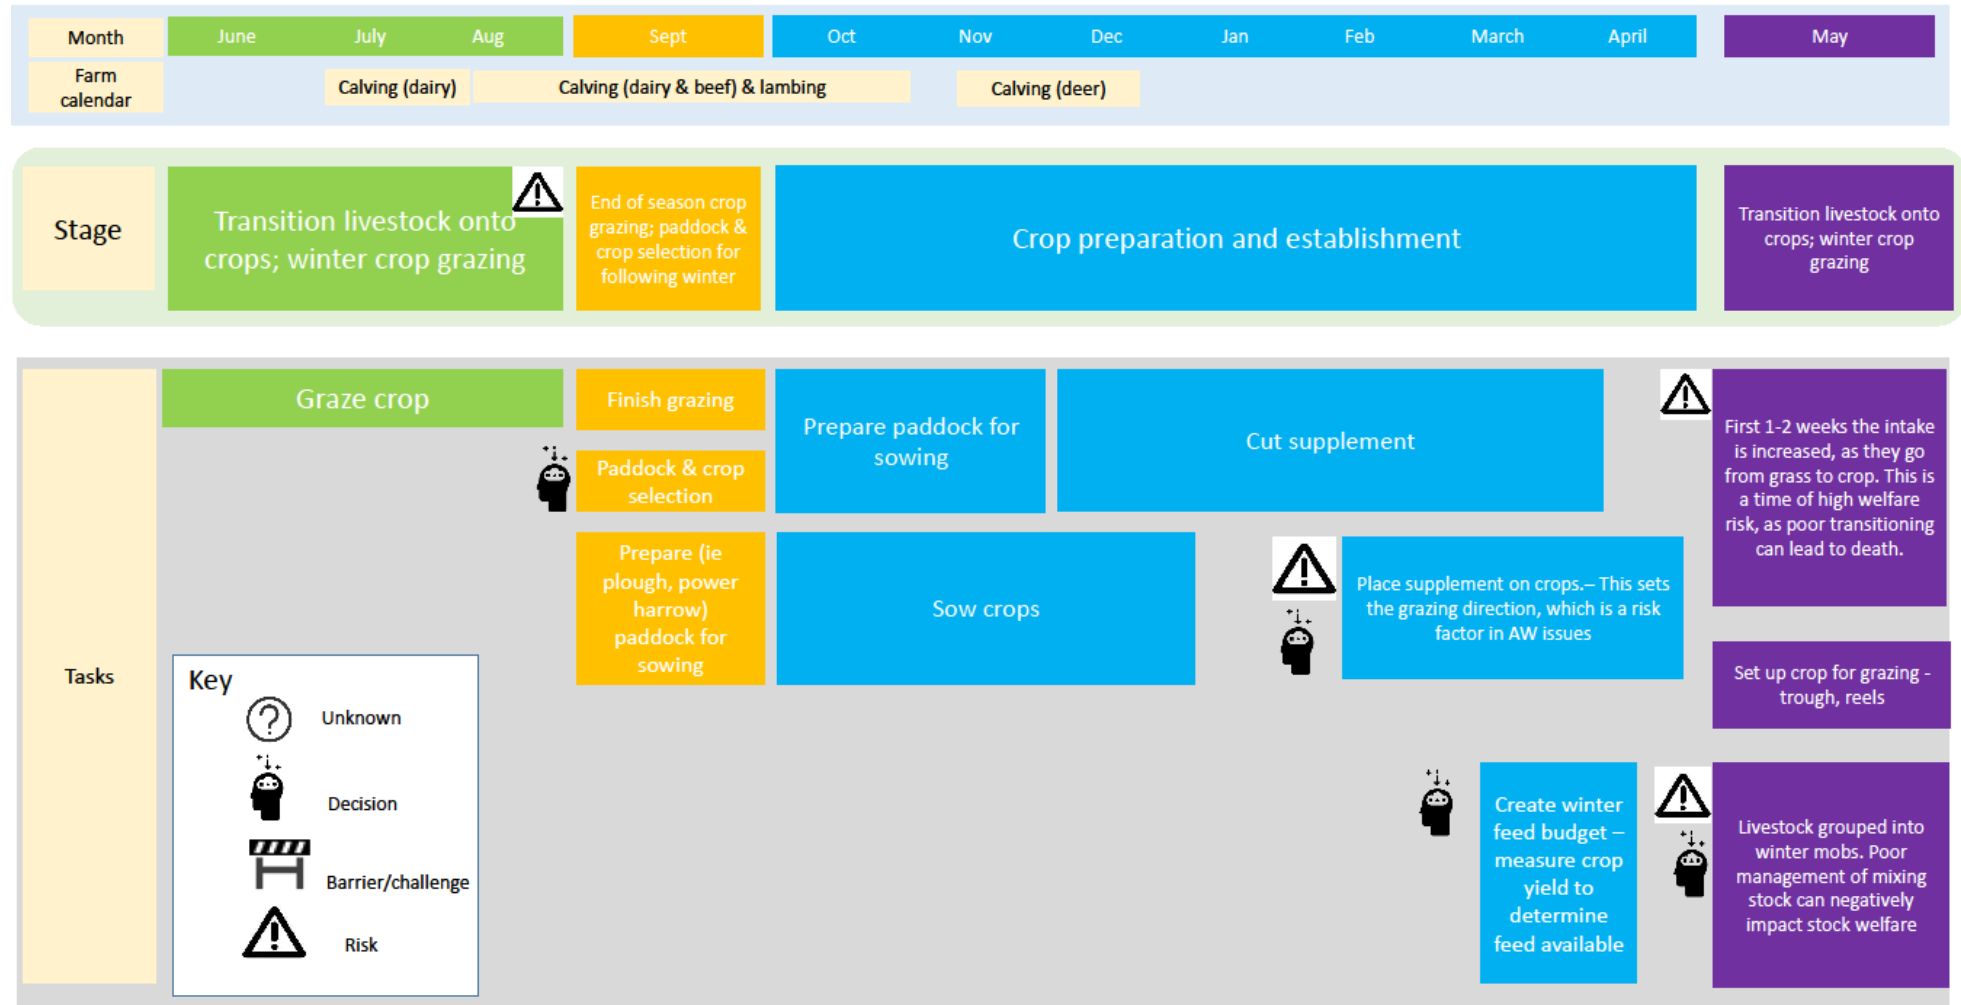 Month
June
July
Aug
Sept
Oct
Nov
Dec
Jan
Feb
March
April
May
Farm
calendar
Calving (dairy)
Calving (dairy & beef) & lambing
Calving (deer)
Stage
Transition livestock onto
crops; winter crop grazing
End of season crop
grazing; paddock &
crop selection for
following winter
Crop preparation and establishment
Transition livestock onto
crops; winter crop
grazing
Tasks
Graze crop
Finish grazing
Paddock & crop
selection
Prepare (ie
plough, power
harrow)
paddock for
sowing
Prepare paddock for
sowing
Cut supplement
Sow crops
Place supplement on crops.– This sets
the grazing direction, which is a risk
factor in AW issues
Create winter
feed budget –
measure crop
yield to
determine
feed available
First 1-2 weeks the intake
is increased, as they go
from grass to crop. This is
a time of high welfare
risk, as poor transitioning
can lead to death.
Set up crop for grazing -
trough, reels
Livestock grouped into
winter mobs. Poor
management of mixing
stock can negatively
impact stock welfare
Key
Unknown
Decision
Barrier/challenge
Risk